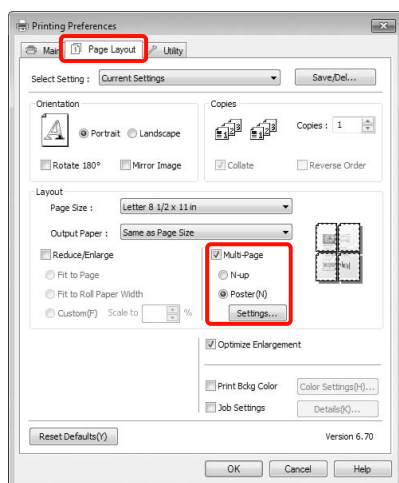 Printing Preferences
Main Page Layout Utility
Select Setting : Current Settings Save/Del...
Orientation Copies
A Portrait Landscape Copies : 1
Rotate 180° Mirror Image Collate Reverse Order
Layout
Page Size : Letter 8 1/2 x 11 in
Output Paper : Same as Page Size
Reduce/Enlarge Multi-Page
Fit to Page N-up
Fit to Roll Paper Width Poster(N)
Custom(F) Scale to % Settings...
Optimize Enlargement
Print Bckg Color Color Settings(H)...
Job Settings Details(K)...
Reset Defaults(Y) Version 6.70
OK Cancel Help